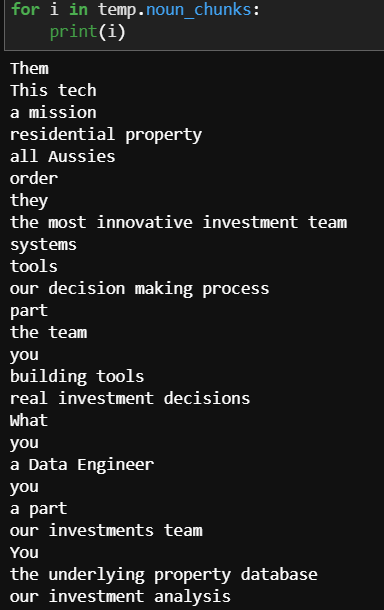 for i in temp.noun_chunks:
    print(i)
Them
This tech
a mission
residential property
all Aussies
order
they
the most innovative investment team
systems
tools
our decision making process
part
the team
you
building tools
real investment decisions
What
you
a Data Engineer
you
a part
our investments team
You
the underlying property database
our investment analysis